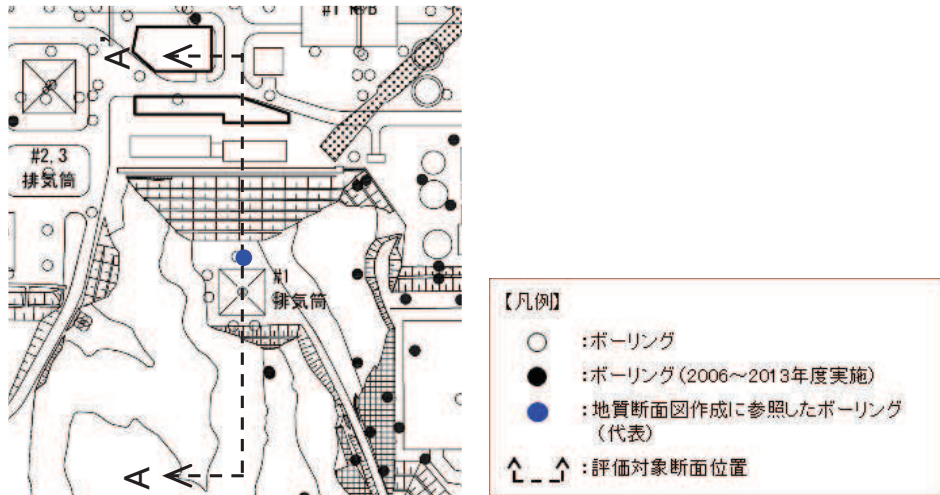 #1 R/B
A'
#2, 3
排気筒
#1
排気筒
A
【凡例】
:ボーリング
:ボーリング(2006～2013年度実施)
:地質断面図作成に参照したボーリング
(代表)
:評価対象断面位置